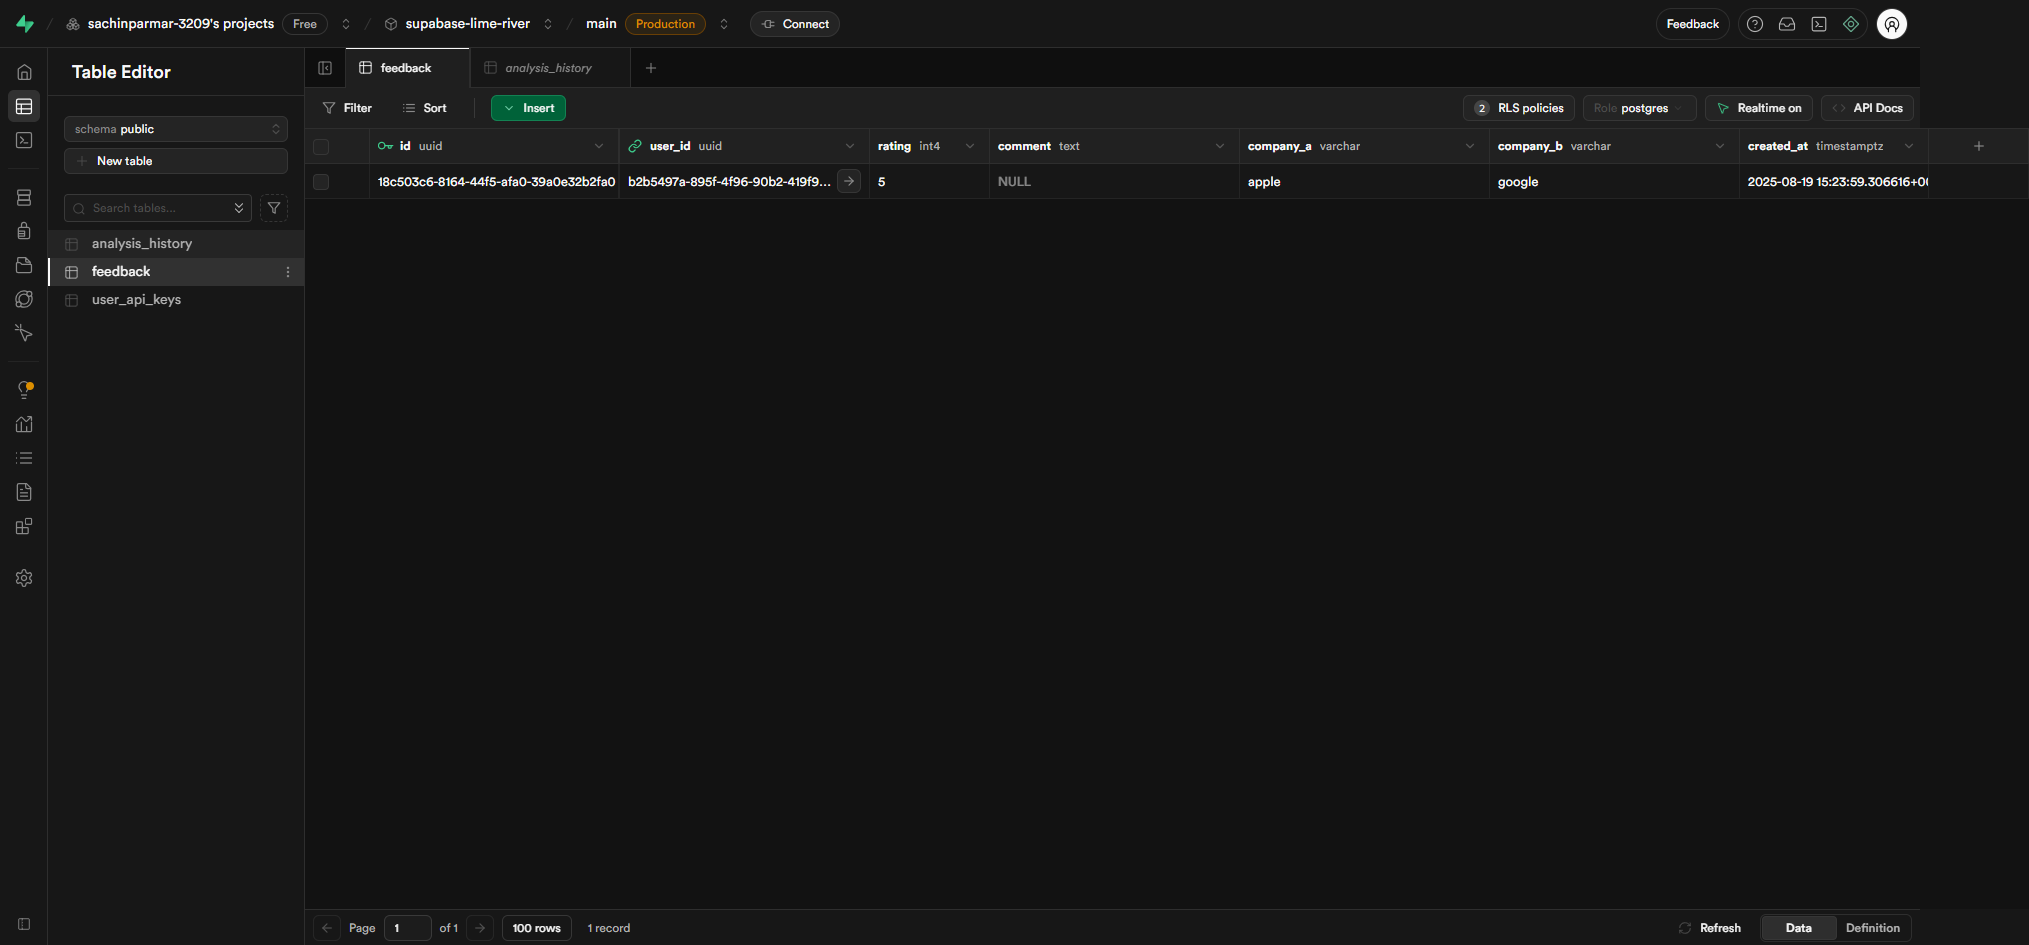 sachinparmar-3209's projects Free / supabase-lime-river / main Production Connect Feedback
Table Editor
feedback analysis_history
Filter Sort Insert 2 RLS policies Role postgres Realtime on API Docs
schema public
New table
Search tables...
analysis_history
feedback
user_api_keys
id uuid user_id uuid rating int4 comment text company_a varchar company_b varchar created_at timestamptz
18c503c6-8164-44f5-afa0-39a0e32b2fa0 b2b5497a-895f-4f96-90b2-419f9... 5 NULL apple google 2025-08-19 15:23:59.306616+00
Page 1 of 1 100 rows 1 record Refresh Data Definition